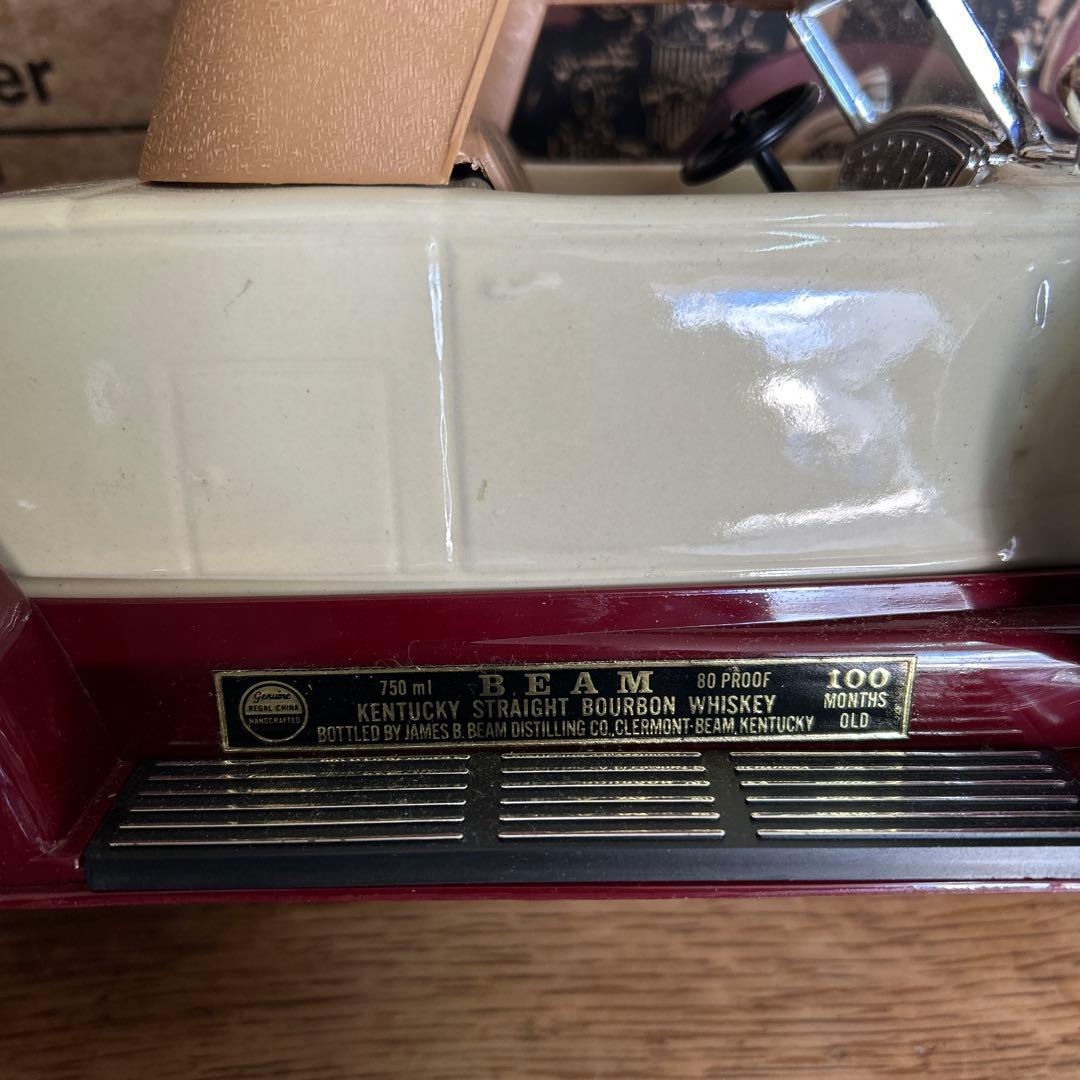 er
Genuine
REGAL CHINA
HANDCRAFTED
750 ml BEAM 80 PROOF
KENTUCKY STRAIGHT BOURBON WHISKEY
BOTTLED BY JAMES B. BEAM DISTILLING CO., CLERMONT-BEAM, KENTUCKY
100
MONTHS
OLD